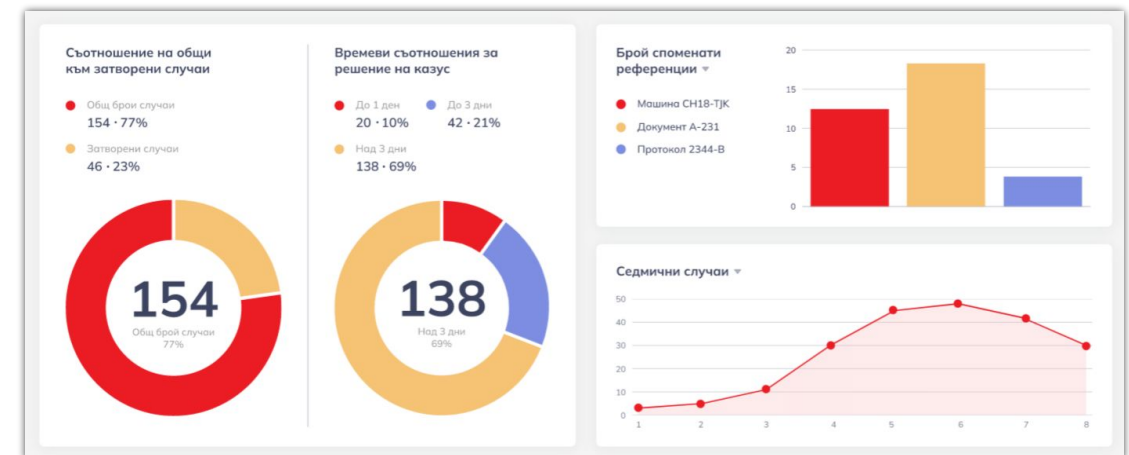 Съотношение на общи
към затворени случаи
Общ брои случаи
154 · 77%
Затворени случаи
46 · 23%
154
Общ брой случаи
77%
Времеви съотношения за
решение на казус
До 1 ден
20 · 10%
До 3 дни
42 · 21%
Над 3 дни
138 · 69%
138
Над 3 дни
69%
Брой споменати
референции
Машина CH18-TJK
Документ А-231
Протокол 2344-В
20
15
10
5
0
Седмични случаи
50
40
30
20
10
0
1 2 3 4 5 6 7 8